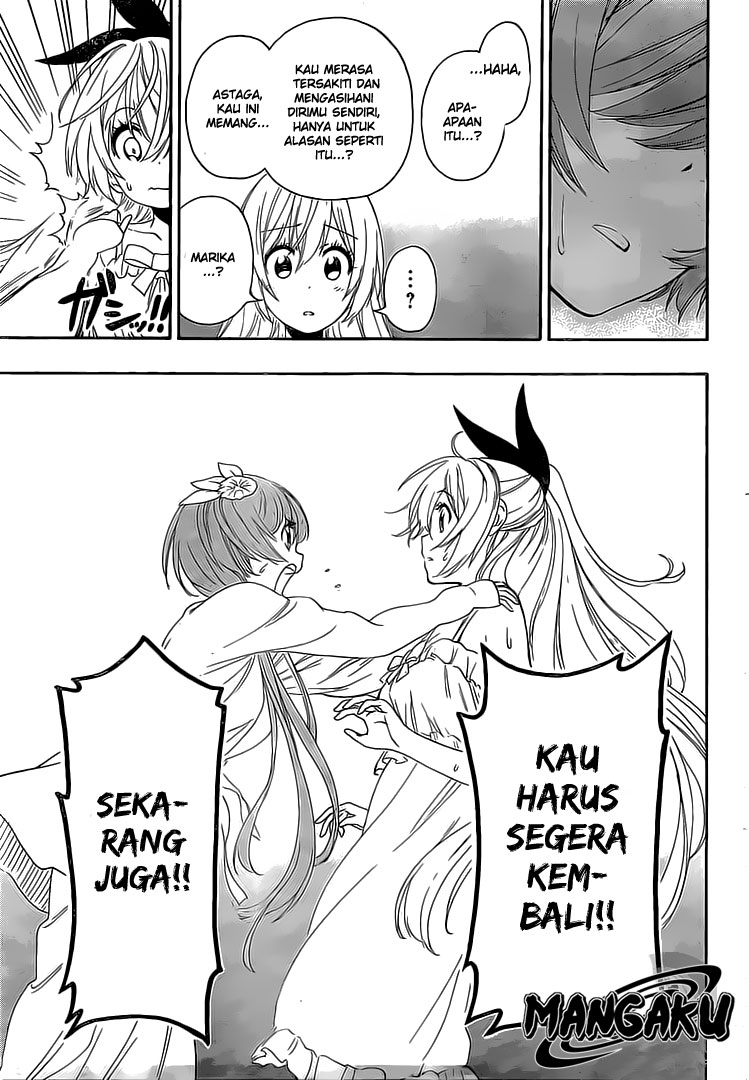 ...HAHA,
APA-
APAAN
ITU...?
KAU MERASA
TERSAKITI DAN
MENGASIHANI
DIRIMU SENDIRI,
HANYA UNTUK
ALASAN SEPERTI
ITU...?
ASTAGA,
KAU INI
MEMANG...
...?
MARIKA
...?
ガシッ!!
KAU
HARUS
SEGERA
KEM-
BALI!!
SEKA-
RANG
JUGA!!
MANGAKU